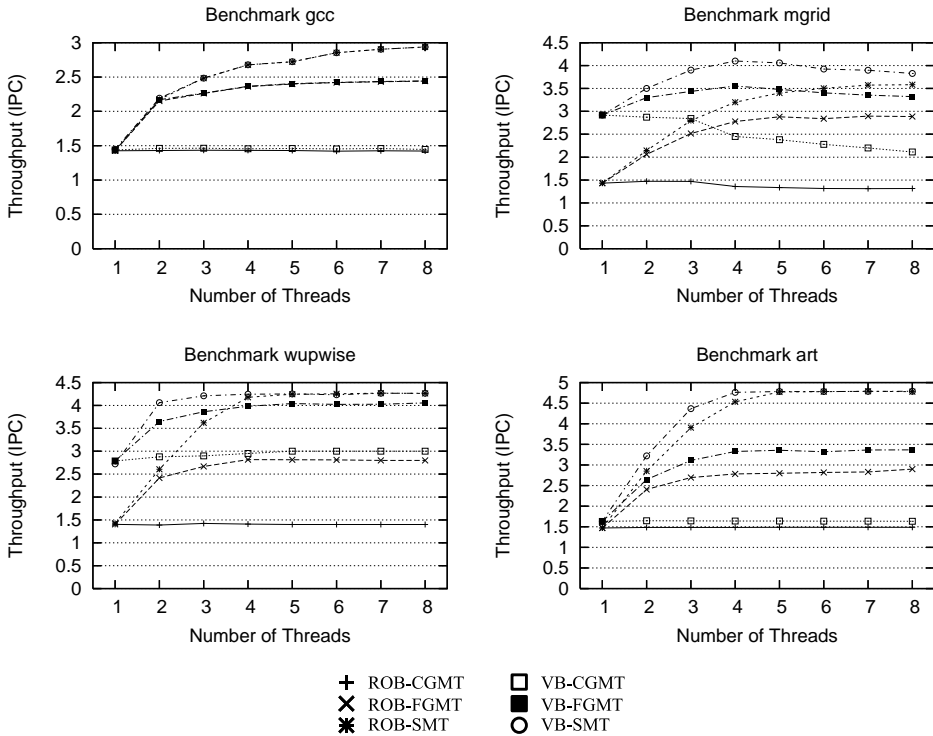 Benchmark gcc
3
2.5
2
1.5
1
0.5
0
Throughput (IPC)
1 2 3 4 5 6 7 8
Number of Threads
Benchmark mgrid
4.5
4
3.5
3
2.5
2
1.5
1
0.5
0
Throughput (IPC)
1 2 3 4 5 6 7 8
Number of Threads
Benchmark wupwise
4.5
4
3.5
3
2.5
2
1.5
1
0.5
0
Throughput (IPC)
1 2 3 4 5 6 7 8
Number of Threads
Benchmark art
5
4.5
4
3.5
3
2.5
2
1.5
1
0.5
0
Throughput (IPC)
1 2 3 4 5 6 7 8
Number of Threads
ROB-CGMT
ROB-FGMT
ROB-SMT
VB-CGMT
VB-FGMT
VB-SMT